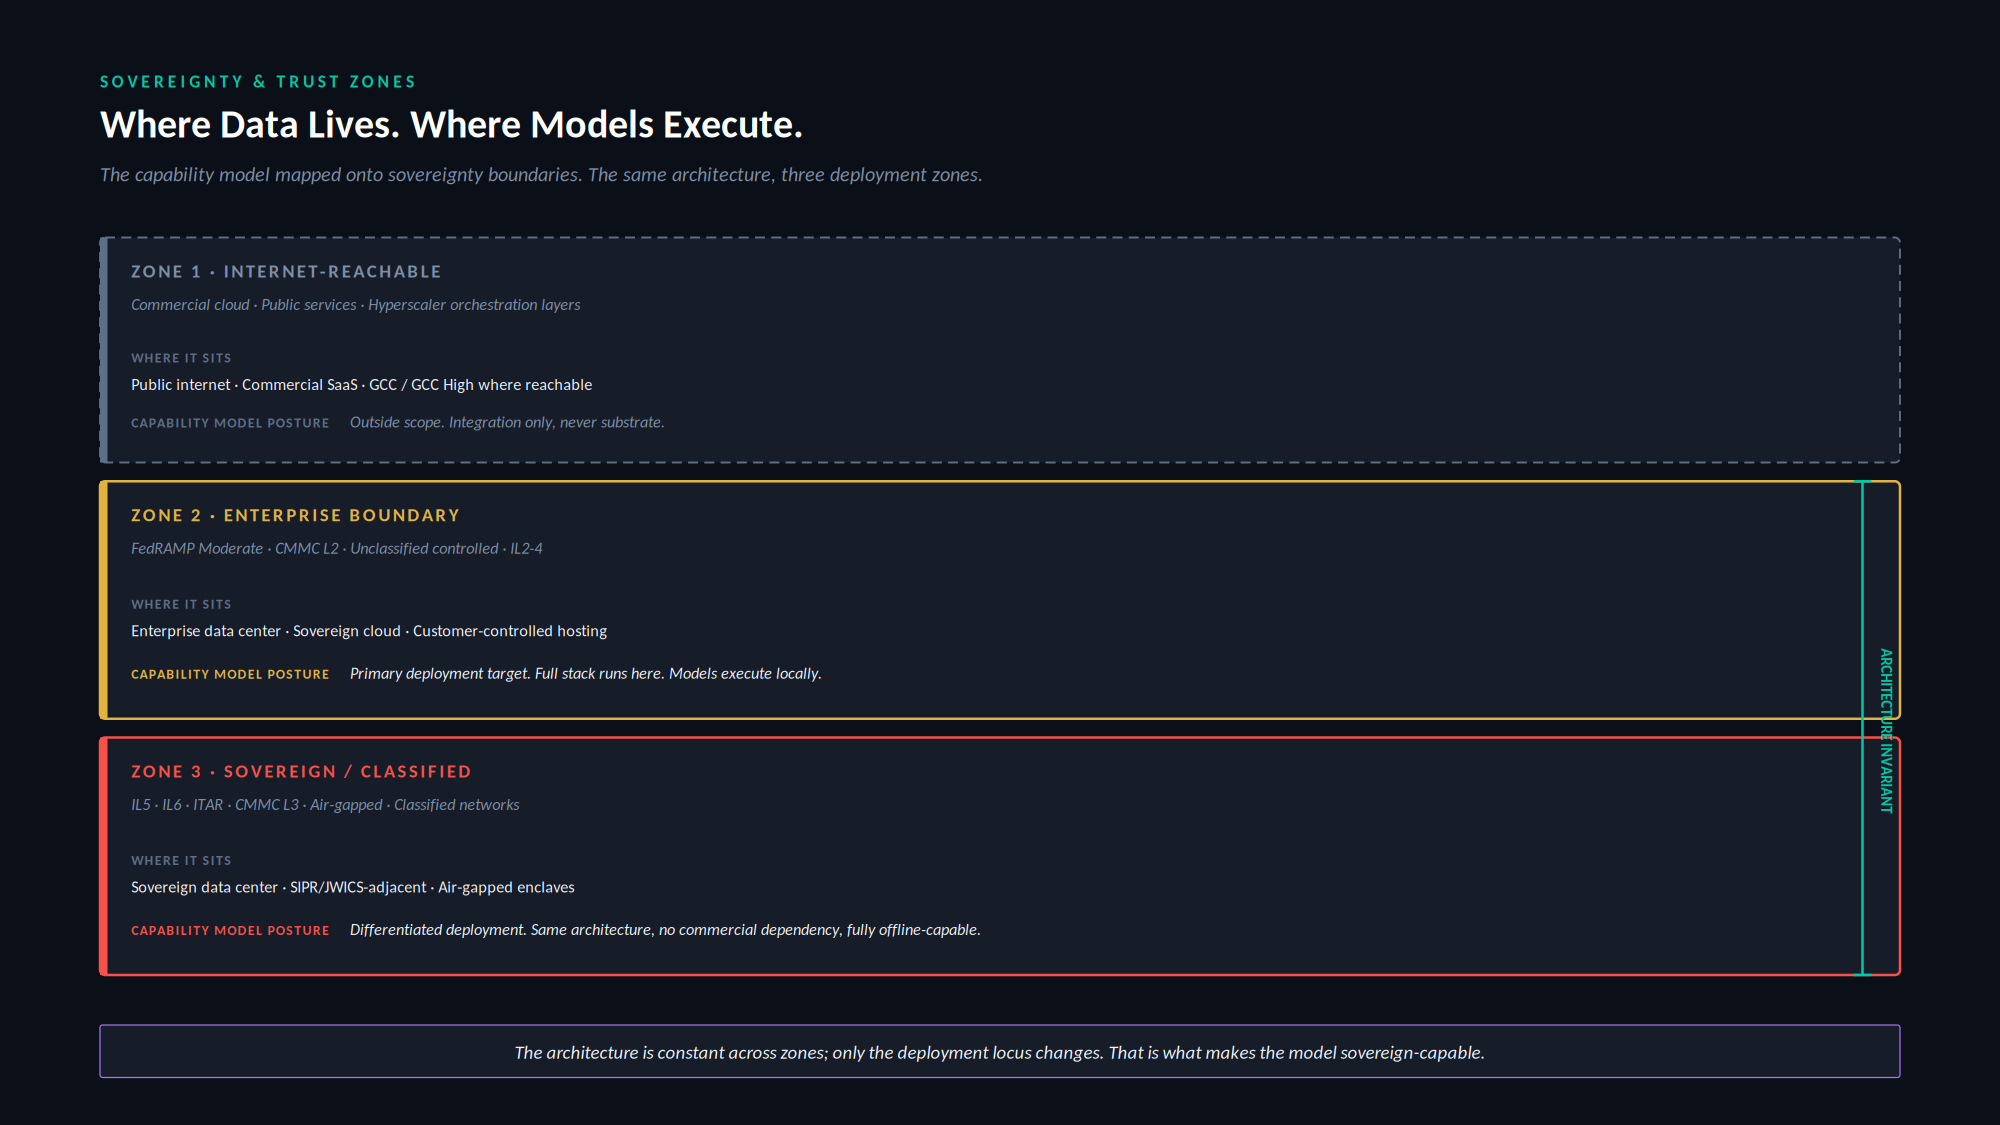 SOVEREIGNTY & TRUST ZONES
Where Data Lives. Where Models Execute.
The capability model mapped onto sovereignty boundaries. The same architecture, three deployment zones.
ZONE 1 · INTERNET-REACHABLE
Commercial cloud · Public services · Hyperscaler orchestration layers
WHERE IT SITS
Public internet · Commercial SaaS · GCC / GCC High where reachable
CAPABILITY MODEL POSTURE Outside scope. Integration only, never substrate.
ZONE 2 · ENTERPRISE BOUNDARY
FedRAMP Moderate · CMMC L2 · Unclassified controlled · IL2-4
WHERE IT SITS
Enterprise data center · Sovereign cloud · Customer-controlled hosting
CAPABILITY MODEL POSTURE Primary deployment target. Full stack runs here. Models execute locally.
ZONE 3 · SOVEREIGN / CLASSIFIED
IL5 · IL6 · ITAR · CMMC L3 · Air-gapped · Classified networks
WHERE IT SITS
Sovereign data center · SIPR/JWICS-adjacent · Air-gapped enclaves
CAPABILITY MODEL POSTURE Differentiated deployment. Same architecture, no commercial dependency, fully offline-capable.
ARCHITECTURE INVARIANT
The architecture is constant across zones; only the deployment locus changes. That is what makes the model sovereign-capable.